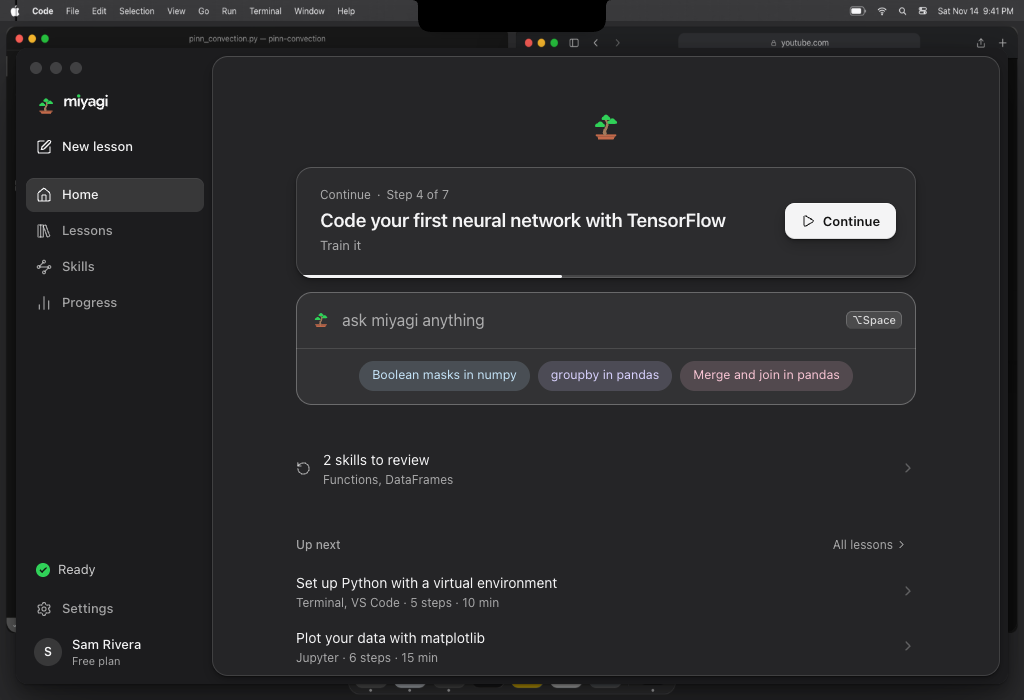 Code File Edit Selection View Go Run Terminal Window Help Sat Nov 14 9:41 PM
pinn_convection.py — pinn-convection
youtube.com
miyagi
New lesson
Home
Lessons
Skills
Progress
Ready
Settings
S
Sam Rivera
Free plan
Continue · Step 4 of 7
Code your first neural network with TensorFlow
Train it
Continue
ask miyagi anything
⌥Space
Boolean masks in numpy
groupby in pandas
Merge and join in pandas
2 skills to review
Functions, DataFrames
Up next
All lessons
Set up Python with a virtual environment
Terminal, VS Code · 5 steps · 10 min
Plot your data with matplotlib
Jupyter · 6 steps · 15 min